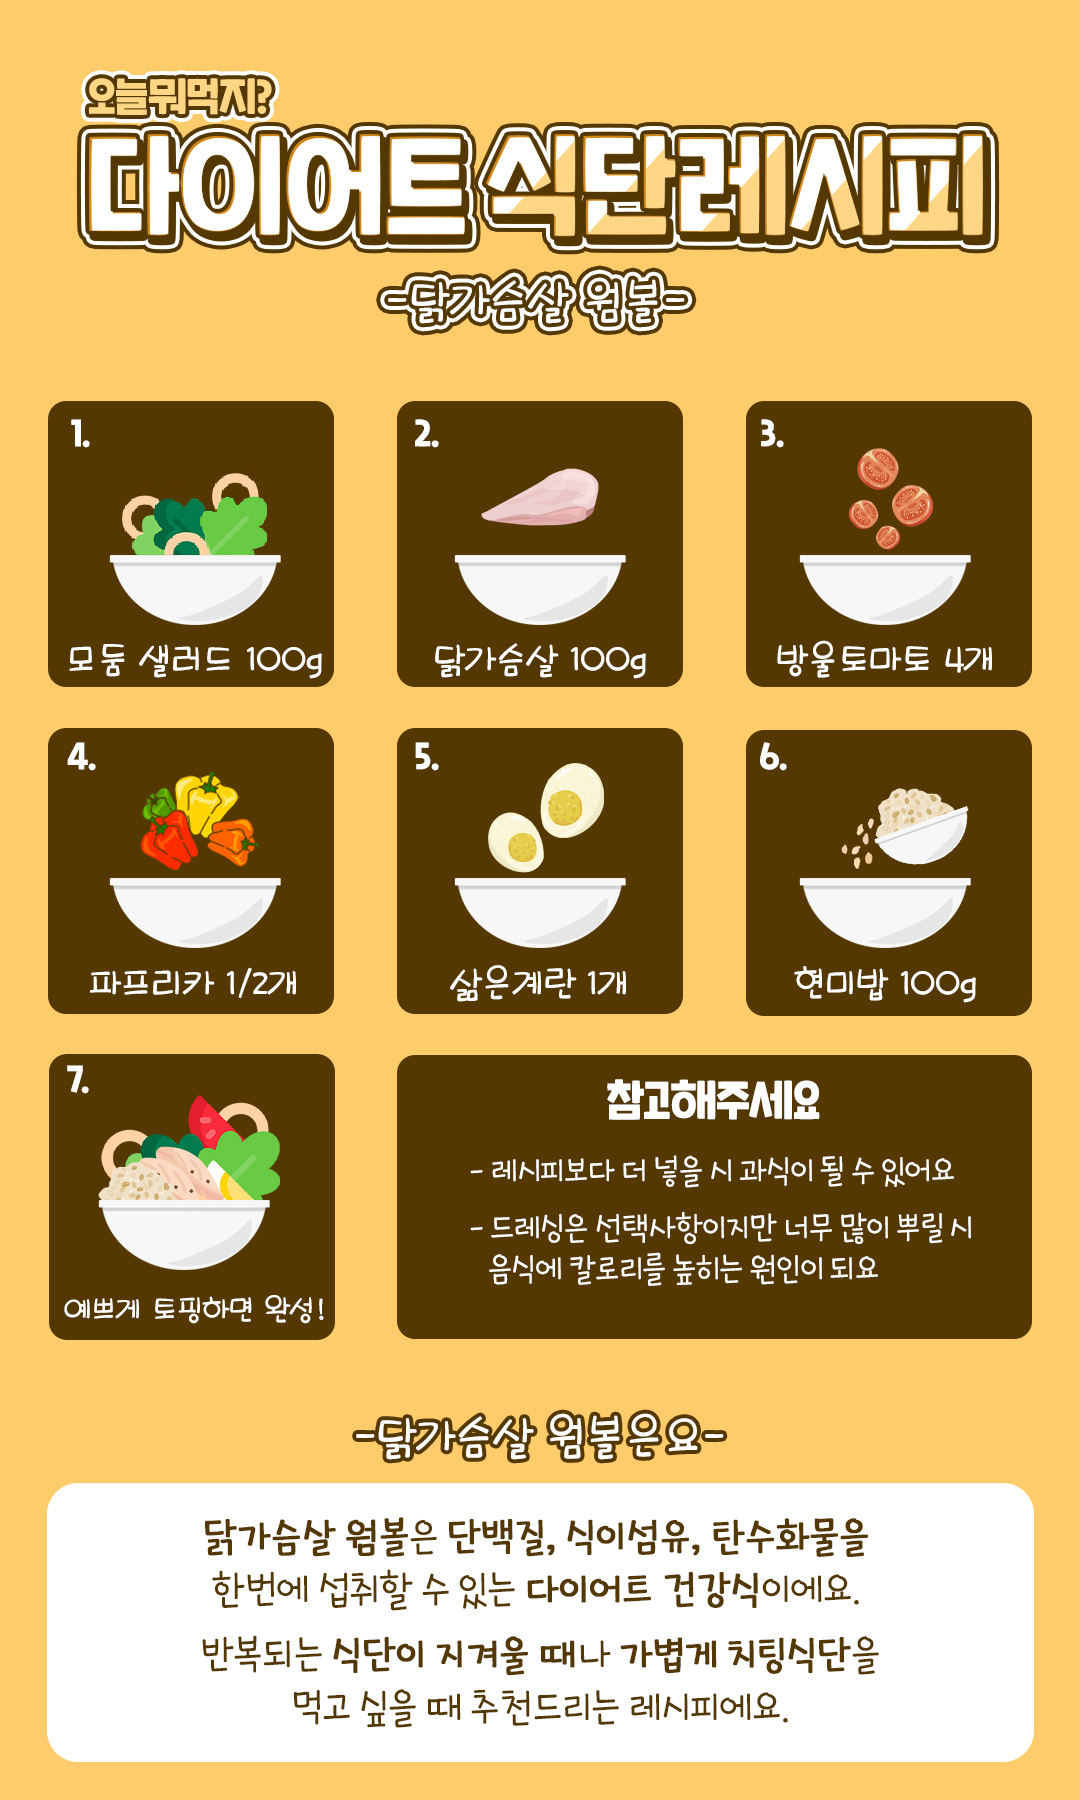 오늘뭐먹지?
다이어트 식단레시피
-닭가슴살 웜볼-
1.
모둠 샐러드 100g
2.
닭가슴살 100g
3.
방울토마토 4개
4.
파프리카 1/2개
5.
삶은계란 1개
6.
현미밥 100g
7.
예쁘게 토핑하면 완성!
참고해주세요
- 레시피보다 더 넣을 시 과식이 될 수 있어요
- 드레싱은 선택사항이지만 너무 많이 뿌릴 시
음식에 칼로리를 높히는 원인이 되요
-닭가슴살 웜볼은요-
닭가슴살 웜볼은 단백질, 식이섬유, 탄수화물을
한번에 섭취할 수 있는 다이어트 건강식이에요.
반복되는 식단이 지겨울 때나 가볍게 치팅식단을
먹고 싶을 때 추천드리는 레시피에요.